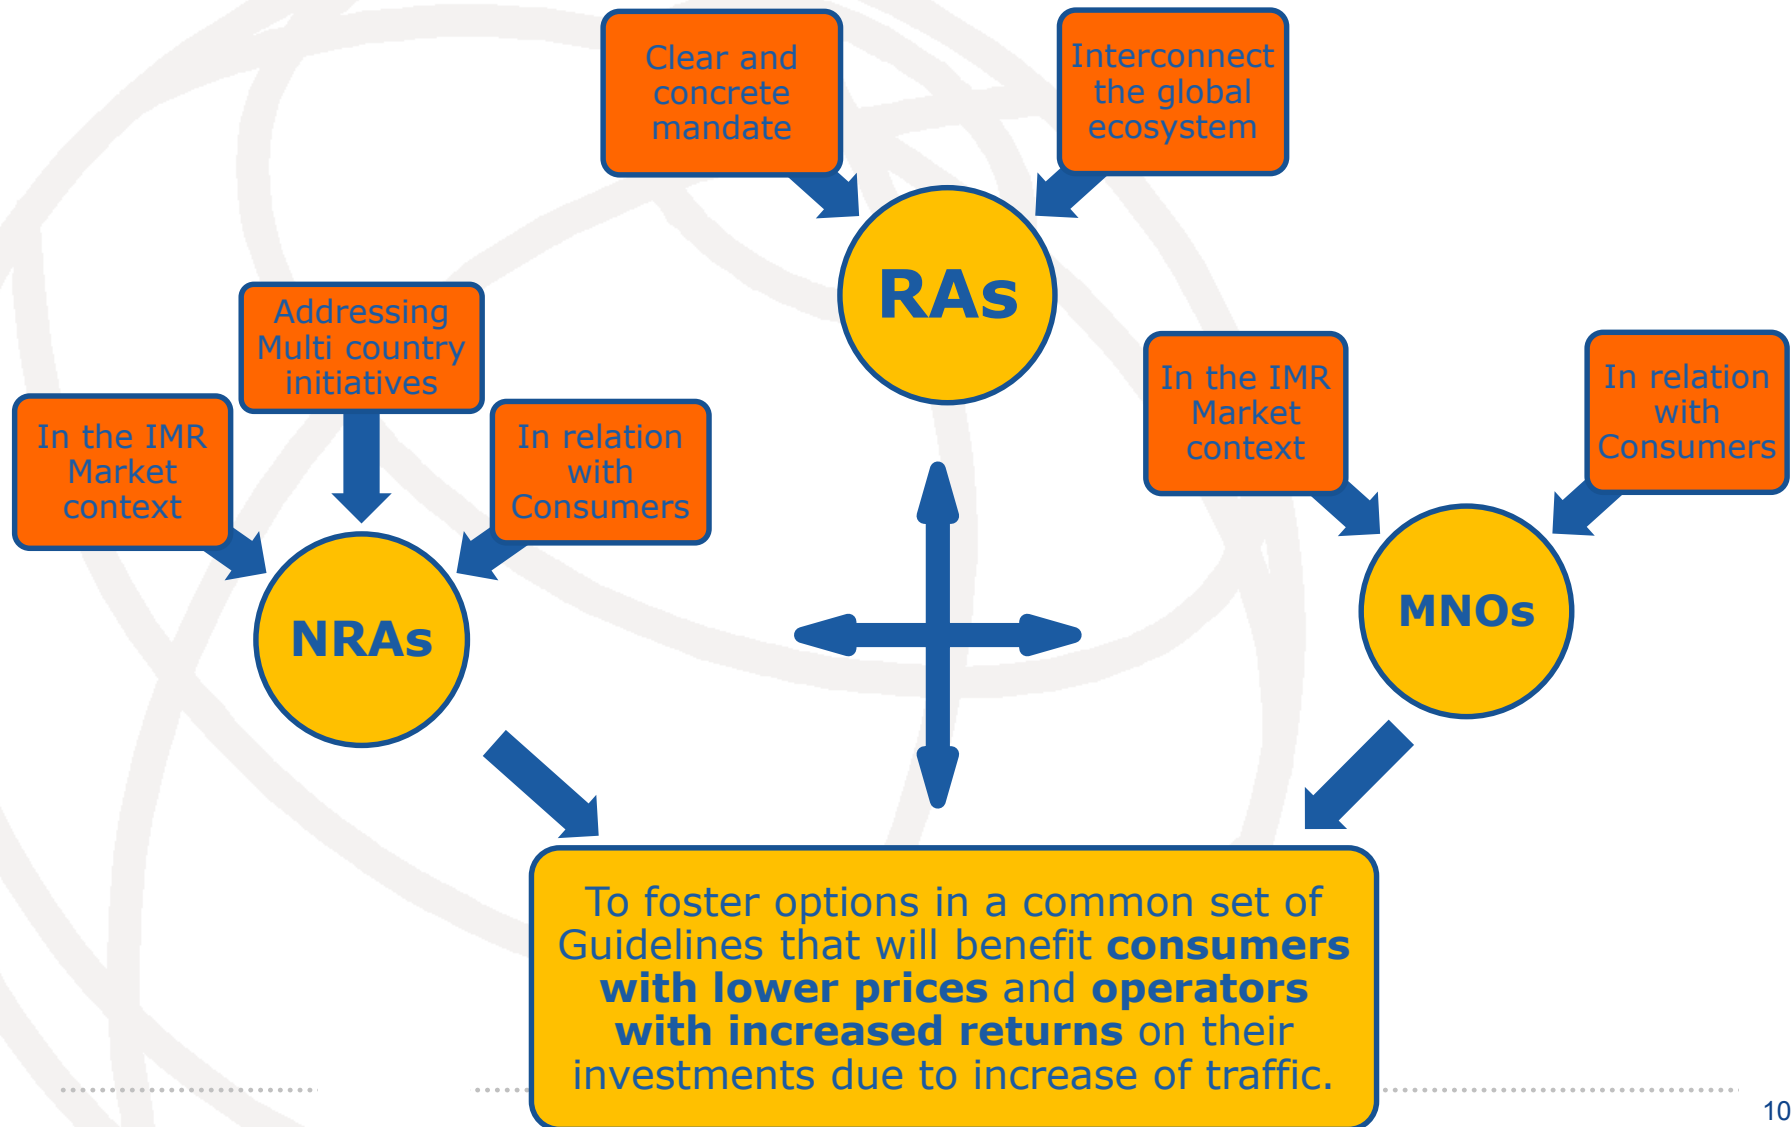 Clear and
concrete
mandate
Interconnect
the global
ecosystem
RAs
Addressing
Multi country
initiatives
In the IMR
Market
context
In relation
with
Consumers
NRAs
In the IMR
Market
context
In relation
with
Consumers
MNOs
To foster options in a common set of
Guidelines that will benefit consumers
with lower prices and operators
with increased returns on their
investments due to increase of traffic.
10